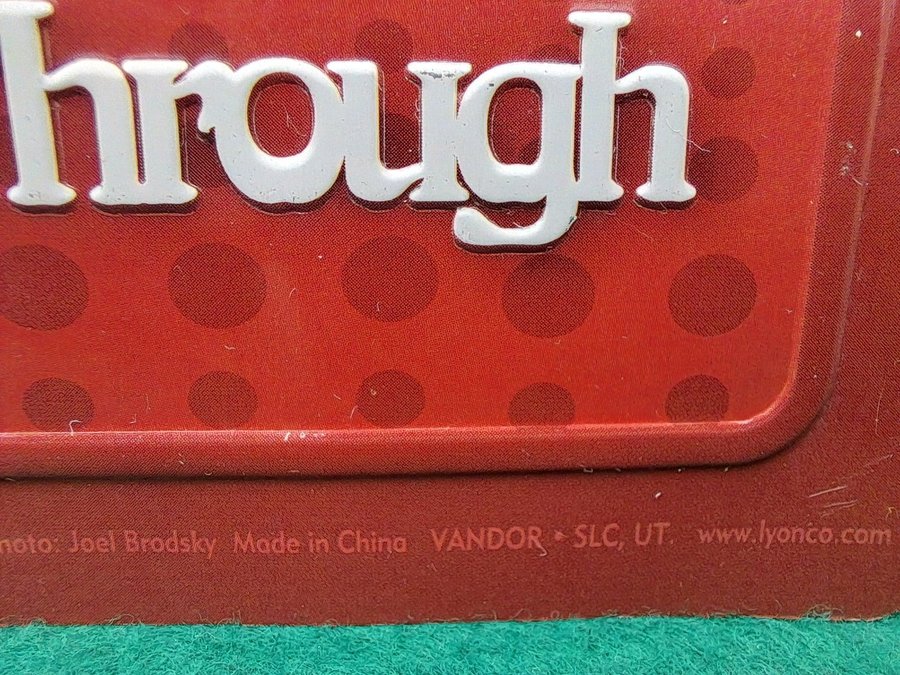 hrough
hoto: Joel Brodsky Made in China VANDOR • SLC, UT. www.lyonco.com